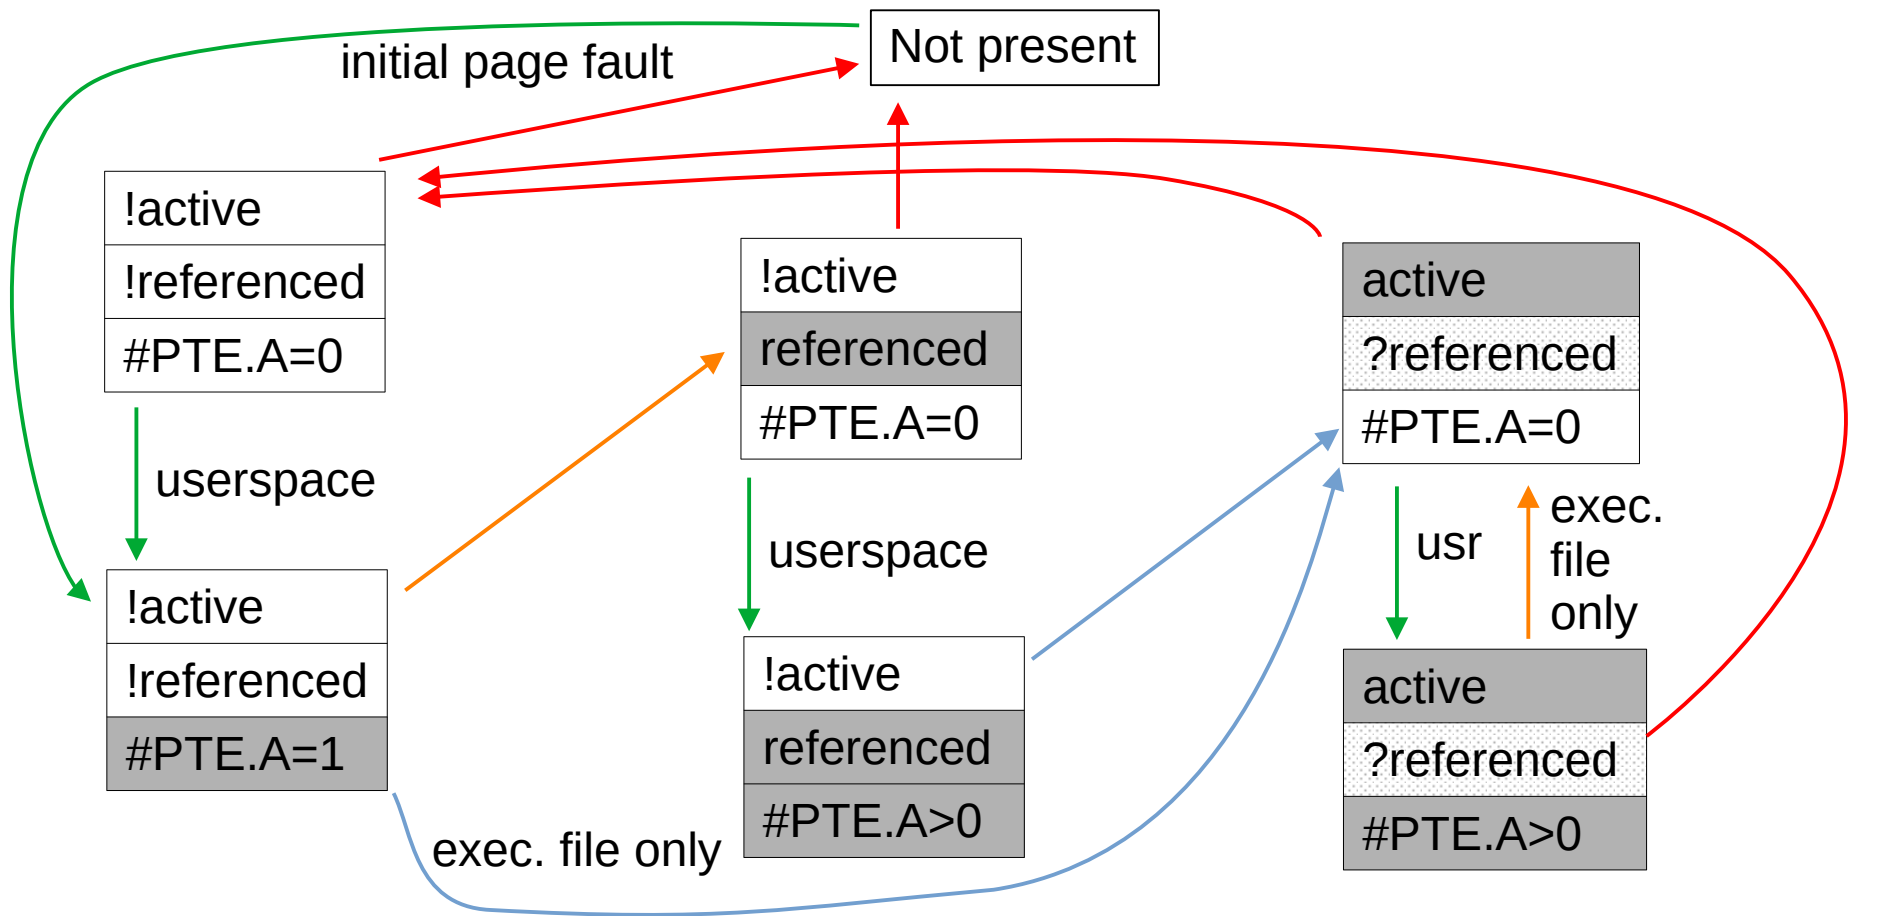 Not present
initial page fault
!active
!referenced
#PTE.A=0
!active
referenced
#PTE.A=0
active
?referenced
#PTE.A=0
userspace
userspace
usr
exec.
file
only
!active
!referenced
#PTE.A=1
!active
referenced
#PTE.A>0
active
?referenced
#PTE.A>0
exec. file only